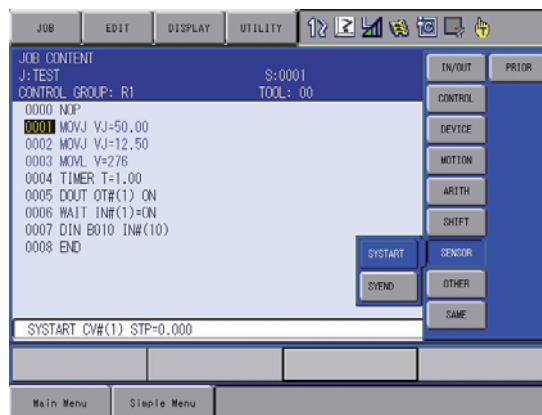 JOB EDIT DISPLAY UTILITY
JOB CONTENT
J:TEST S:0001
CONTROL GROUP: R1 TOOL: 00
0000 NOP
0001 MOVJ VJ=50.00
0002 MOVJ VJ=12.50
0003 MOVL V=276
0004 TIMER T=1.00
0005 DOUT OT#(1) ON
0006 WAIT IN#(1)=ON
0007 DIN B010 IN#(10)
0008 END
SYSTART CV#(1) STP=0.000
SYSTART
SYEND
IN/OUT
CONTROL
DEVICE
MOTION
ARITH
SHIFT
SENSOR
OTHER
SAME
PRIOR
Main Menu Simple Menu